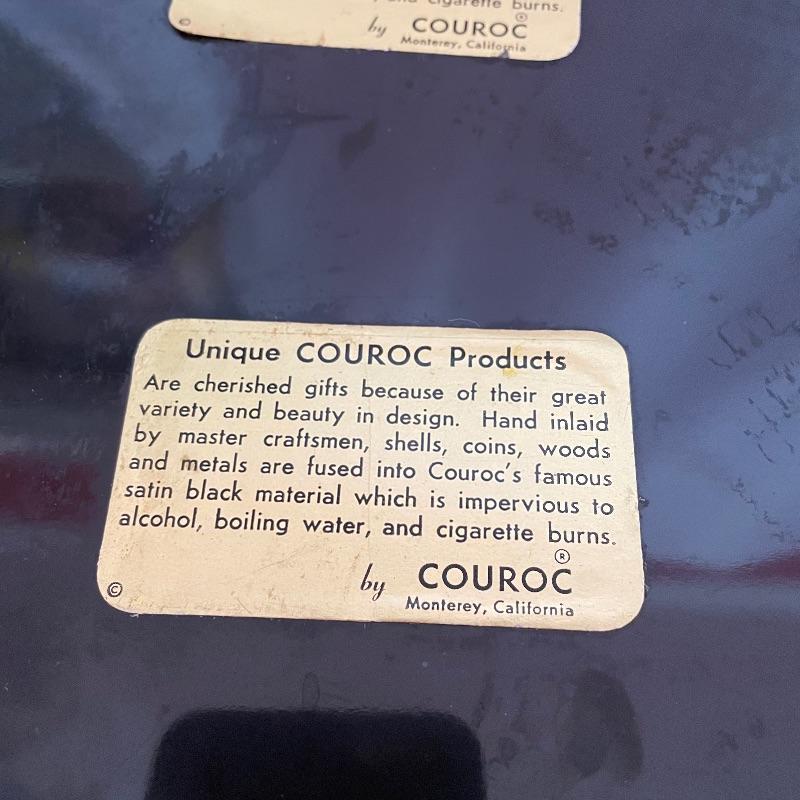 and cigarette burns.
©
®
by COUROC
Monterey, California
Unique COUROC Products
Are cherished gifts because of their great
variety and beauty in design. Hand inlaid
by master craftsmen, shells, coins, woods
and metals are fused into Couroc's famous
satin black material which is impervious to
alcohol, boiling water, and cigarette burns.
®
by COUROC
© Monterey, California